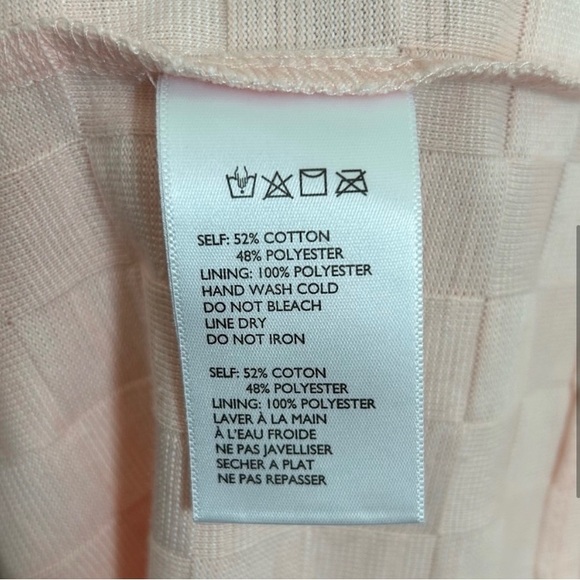 SELF: 52% COTTON
48% POLYESTER
LINING: 100% POLYESTER
HAND WASH COLD
DO NOT BLEACH
LINE DRY
DO NOT IRON
SELF: 52% COTON
48% POLYESTER
LINING: 100% POLYESTER
LAVER À LA MAIN
À L'EAU FROIDE
NE PAS JAVELLISER
SECHER A PLAT
NE PAS REPASSER